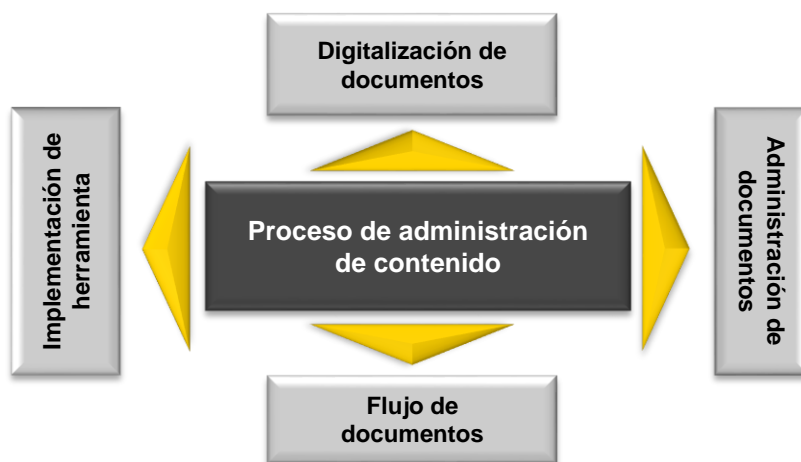 Digitalización de
documentos
Implementación de
herramienta
Proceso de administración
de contenido
Administración de
documentos
Flujo de
documentos